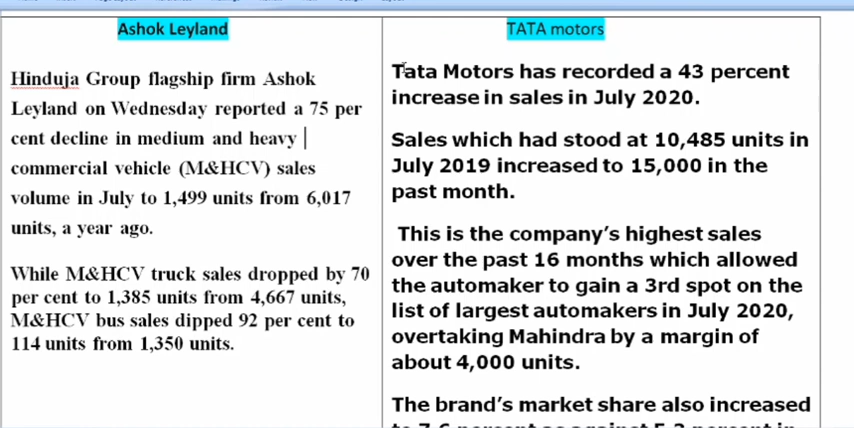 Ashok Leyland
Hinduja Group flagship firm Ashok
Leyland on Wednesday reported a 75 per
cent decline in medium and heavy
commercial vehicle (M&HCV) sales
volume in July to 1,499 units from 6,017
units, a year ago.
While M&HCV truck sales dropped by 70
per cent to 1,385 units from 4,667 units,
M&HCV bus sales dipped 92 per cent to
114 units from 1,350 units.
TATA motors
Tata Motors has recorded a 43 percent
increase in sales in July 2020.
Sales which had stood at 10,485 units in
July 2019 increased to 15,000 in the
past month.
This is the company’s highest sales
over the past 16 months which allowed
the automaker to gain a 3rd spot on the
list of largest automakers in July 2020,
overtaking Mahindra by a margin of
about 4,000 units.
The brand’s market share also increased